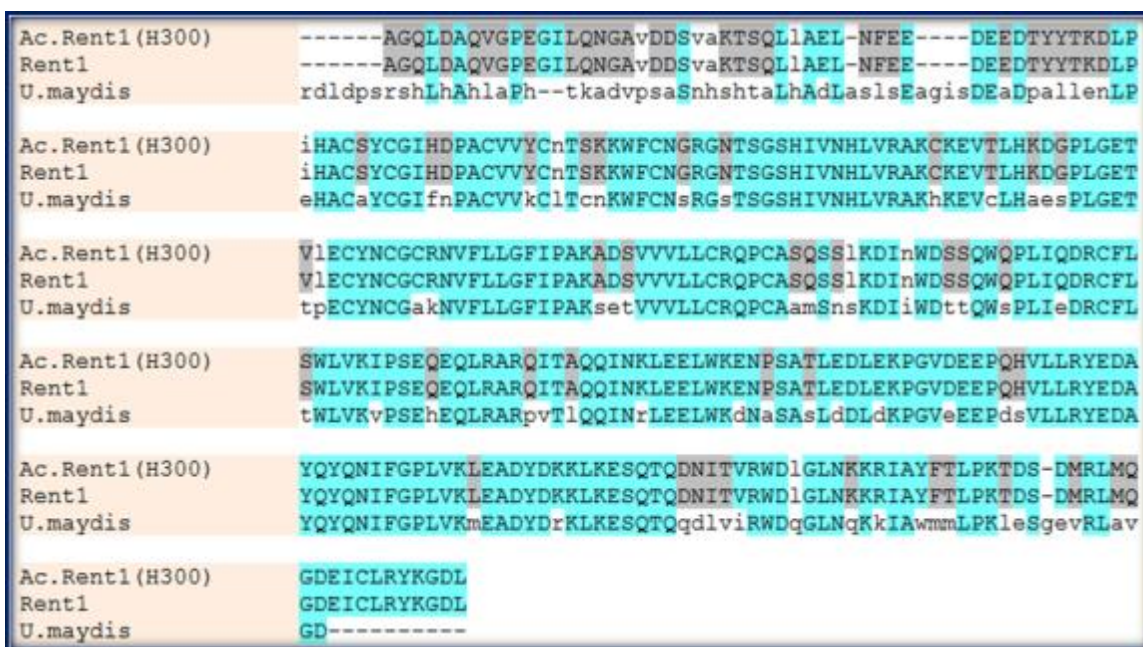 Ac.Rent1(H300) ------AGQLDAQVGPEGILQNGAvDDSvaKTSQLlAEL-NFEE----DEEDTYYTKDLP
Rent1 ------AGQLDAQVGPEGILQNGAvDDSvaKTSQLlAEL-NFEE----DEEDTYYTKDLP
U.maydis rdldpsrshLhAhlaPh--tkadvpsaSnhshtaLhAdLaslsEagisDEaDpallenLP
Ac.Rent1(H300) iHACSYCGIHDPACVVYCnTSKKWFCNGRGNTSGSHIVNHLVRAKCKEVTLHKDGPLGET
Rent1 iHACSYCGIHDPACVVYCnTSKKWFCNGRGNTSGSHIVNHLVRAKCKEVTLHKDGPLGET
U.maydis eHACaYCGIfnPACVVkClTcnKWFCNsRGsTSGSHIVNHLVRAKhKEVcLHaesPLGET
Ac.Rent1(H300) VlECYNCGCRNVFLLGFIPAKADSVVVLLCRQPCASQSSlKDInWDSSQWQPLIQDRCFL
Rent1 VlECYNCGCRNVFLLGFIPAKADSVVVLLCRQPCASQSSlKDInWDSSQWQPLIQDRCFL
U.maydis tpECYNCGakNVFLLGFIPAKsetVVVLLCRQPCAamSnsKDIiWDttQWsPLIeDRCFL
Ac.Rent1(H300) SWLVKIPSEQEQLRARQITAQQINKLEELWKENPSATLEDLEKPGVDEEPQHVLLRYEDA
Rent1 SWLVKIPSEQEQLRARQITAQQINKLEELWKENPSATLEDLEKPGVDEEPQHVLLRYEDA
U.maydis tWLVKvPSEhEQLRARpvTlQQINrLEELWKdNaSAsLdDLdKPGVeEEPdsVLLRYEDA
Ac.Rent1(H300) YQYQNIFGPLVKLEADYDKKLKESQTQDNITVRWDlGLNKKRIAYFTLPKTDS-DMRLMQ
Rent1 YQYQNIFGPLVKLEADYDKKLKESQTQDNITVRWDlGLNKKRIAYFTLPKTDS-DMRLMQ
U.maydis YQYQNIFGPLVKmEADYDrKLKESQTQqdlviRWDqGLNqKkIAwmmLPKleSgevRLav
Ac.Rent1(H300) GDEICLRYKGDL
Rent1 GDEICLRYKGDL
U.maydis GD----------